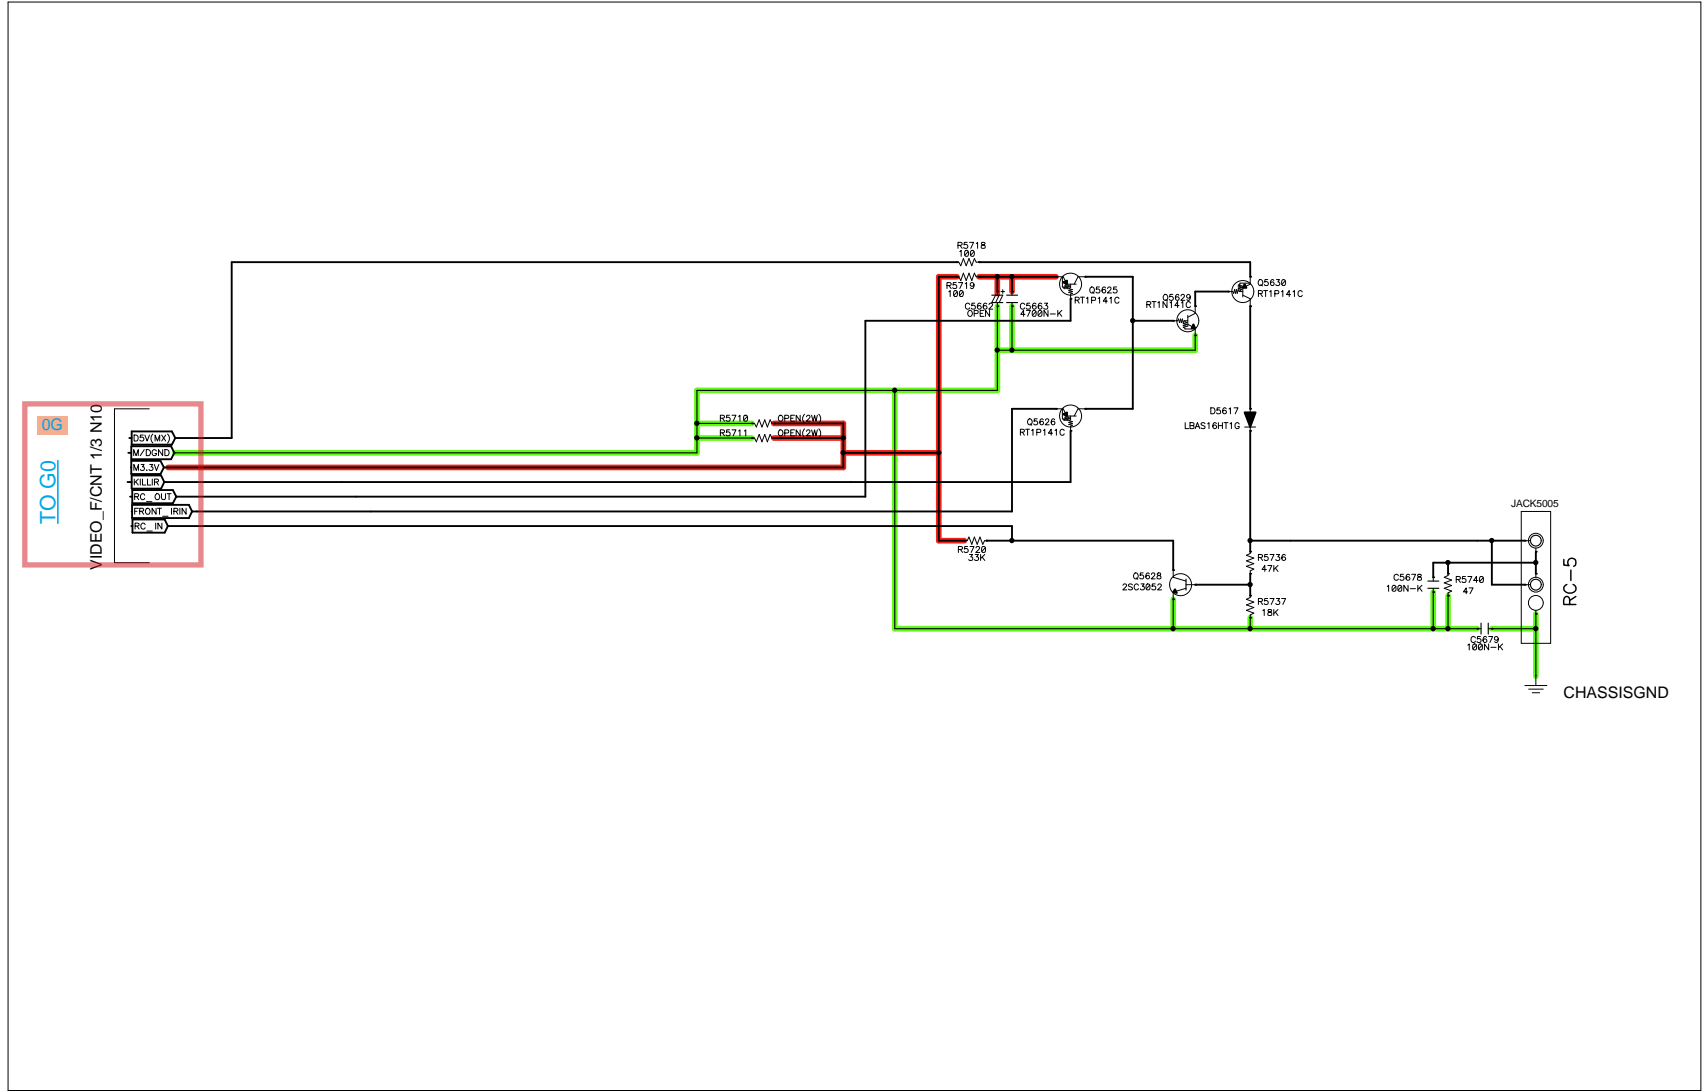 0G
TO G0
VIDEO_F/CNT 1/3 N10
D5V(MX)
M/DGND
M3.3V
KILLIR
RC_OUT
FRONT_IRIN
RC_IN
R5710
OPEN(2W)
R5711
OPEN(2W)
R5718
100
R5719
100
C5662
OPEN
+
C5663
4700N-K
Q5625
RT1P141C
Q5629
RT1N141C
Q5630
RT1P141C
Q5626
RT1P141C
D5617
LBAS16HT1G
R5720
33K
Q5628
2SC3052
R5736
47K
R5737
18K
C5678
100N-K
R5740
47
C5679
100N-K
JACK5005
RC-5
CHASSISGND